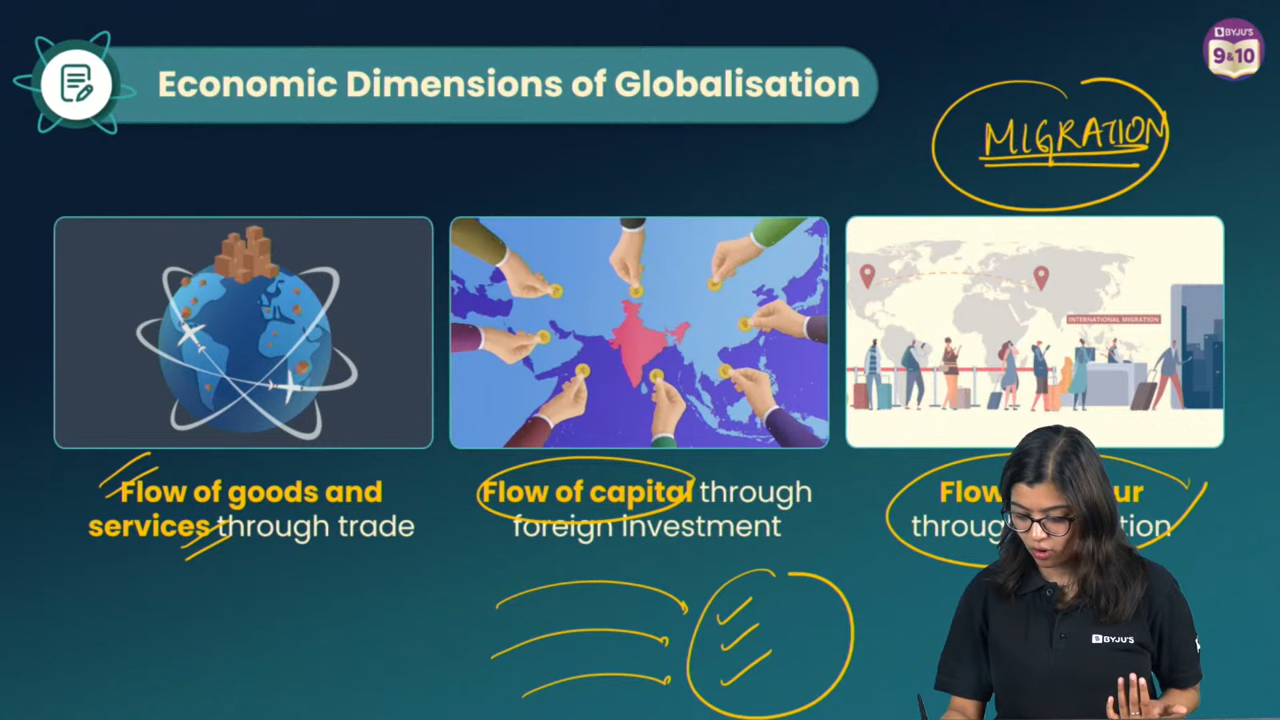 Economic Dimensions of Globalisation
BYJU'S
9&10
MIGRATION
INTERNATIONAL MIGRATION
Flow of goods and
services through trade
Flow of capital through
foreign investment
Flow
through
BYJU'S